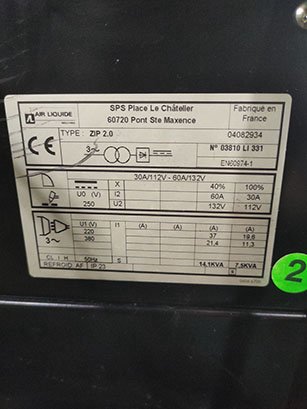 AIR LIQUIDE
SPS Place Le Châtelier
60720 Pont Ste Maxence
Fabriqué en
France
TYPE : ZIP 2.0
04082934
CE
3~
N° 03810 LI 331
EN60974-1
30A/112V - 60A/132V
X 40% 100%
U0 (V) I2 60A 30A
250 U2 132V 112V
U1 (V) I1 (A) (A) (A) (A) (A)
220 37 19.6
3~ 380 21.4 11.3
CL I H 50Hz S
REFROID. AF IP 23 14,1KVA 7,5KVA
2